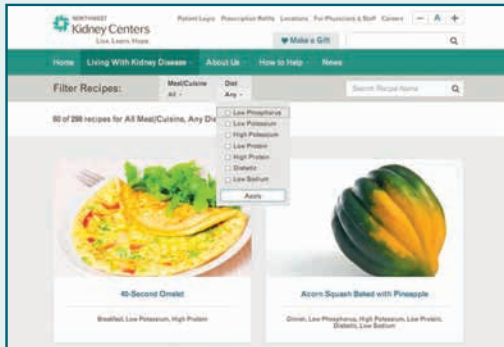 NORTHWEST
Kidney Centers
Live. Learn. Hope.
Patient Login Prescription Refills Locations For Physicians & Staff Careers − A +
Make a Gift
Home Living With Kidney Disease About Us How to Help News
Filter Recipes:
Meal/Cuisine
All
Diet
Any
Search Recipe Name
60 of 298 recipes for All Meal/Cuisine, Any Die
Low Phosphorus
Low Potassium
High Potassium
Low Protein
High Protein
Diabetic
Low Sodium
Apply
40-Second Omelet
Breakfast, Low Potassium, High Protein
Acorn Squash Baked with Pineapple
Dinner, Low Phosphorus, High Potassium, Low Protein,
Diabetic, Low Sodium